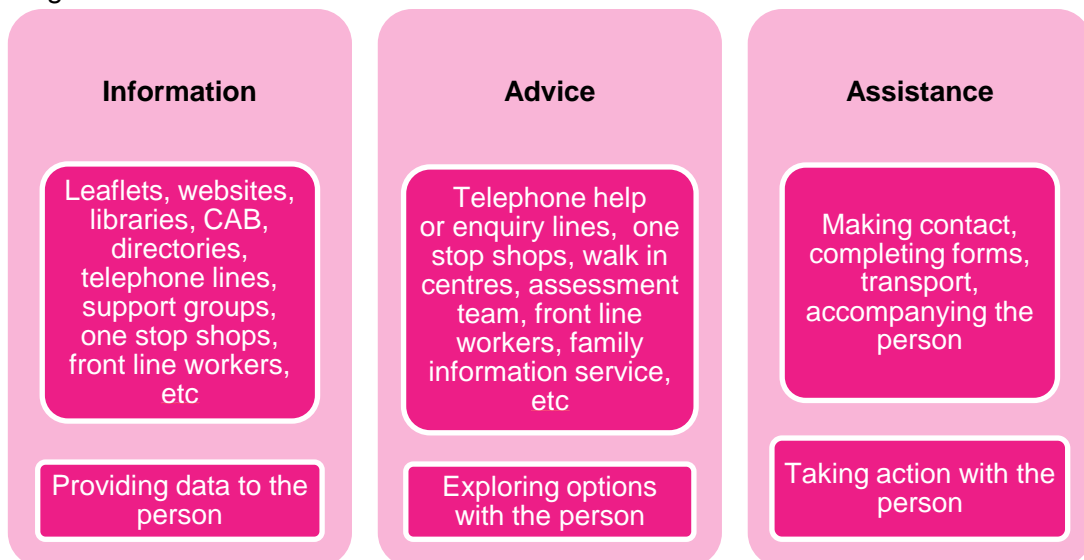 Information
Leaflets, websites,
libraries, CAB,
directories,
telephone lines,
support groups,
one stop shops,
front line workers,
etc
Providing data to the
person
Advice
Telephone help
or enquiry lines, one
stop shops, walk in
centres, assessment
team, front line
workers, family
information service,
etc
Exploring options
with the person
Assistance
Making contact,
completing forms,
transport,
accompanying the
person
Taking action with the
person